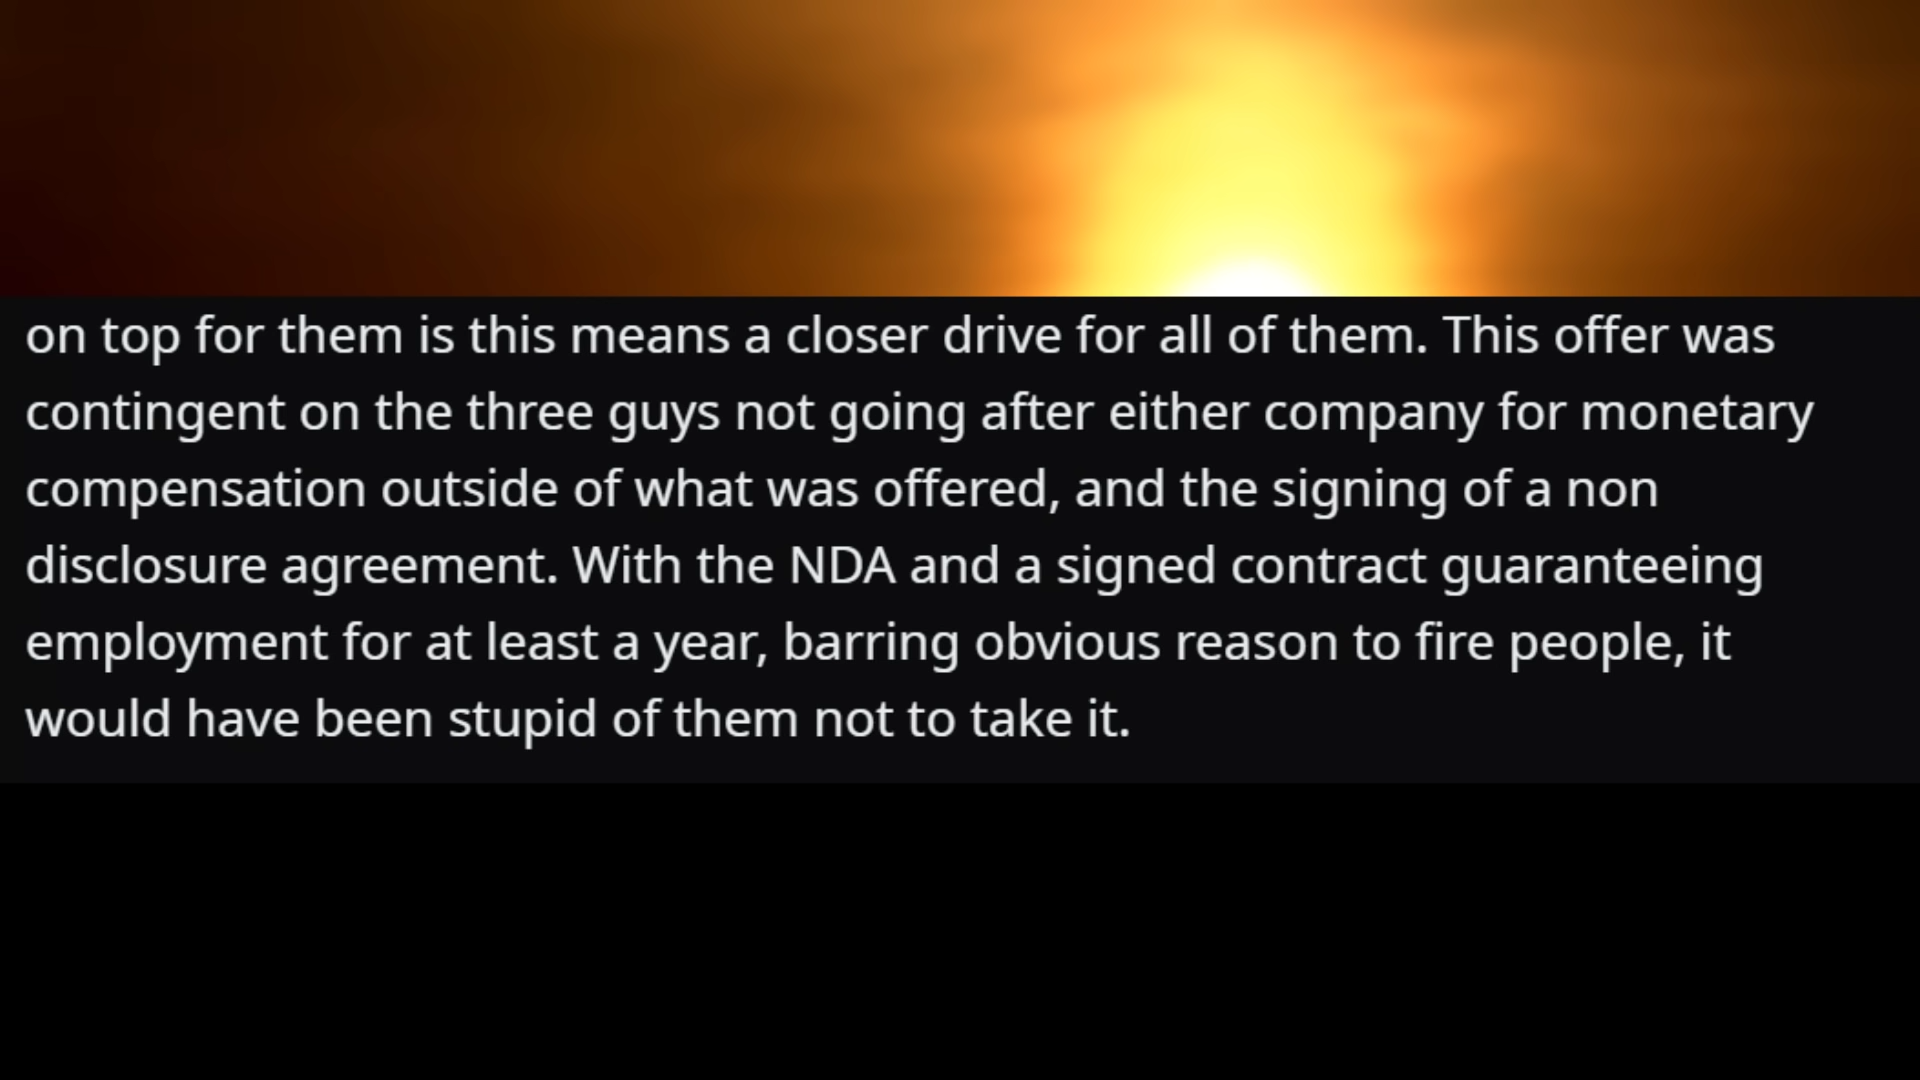 on top for them is this means a closer drive for all of them. This offer was
contingent on the three guys not going after either company for monetary
compensation outside of what was offered, and the signing of a non
disclosure agreement. With the NDA and a signed contract guaranteeing
employment for at least a year, barring obvious reason to fire people, it
would have been stupid of them not to take it.